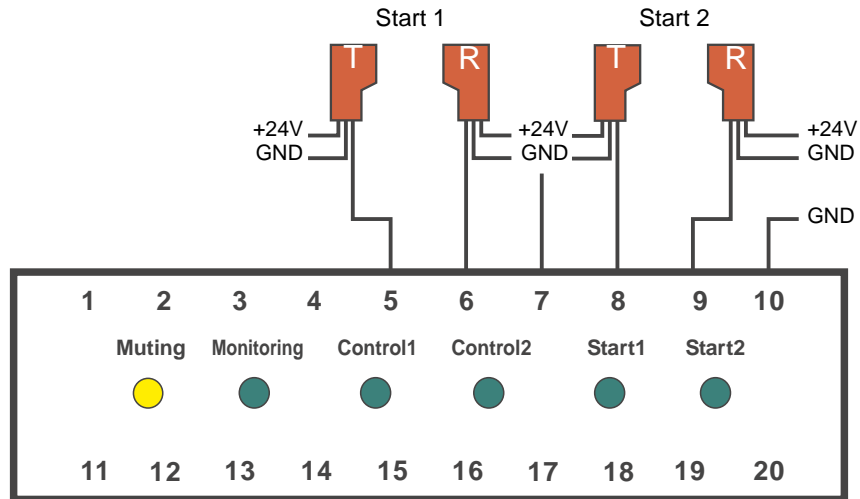 Start 1 Start 2
T R T R
+24V +24V +24V
GND GND GND
GND
1 2 3 4 5 6 7 8 9 10
Muting Monitoring Control1 Control2 Start1 Start2
11 12 13 14 15 16 17 18 19 20